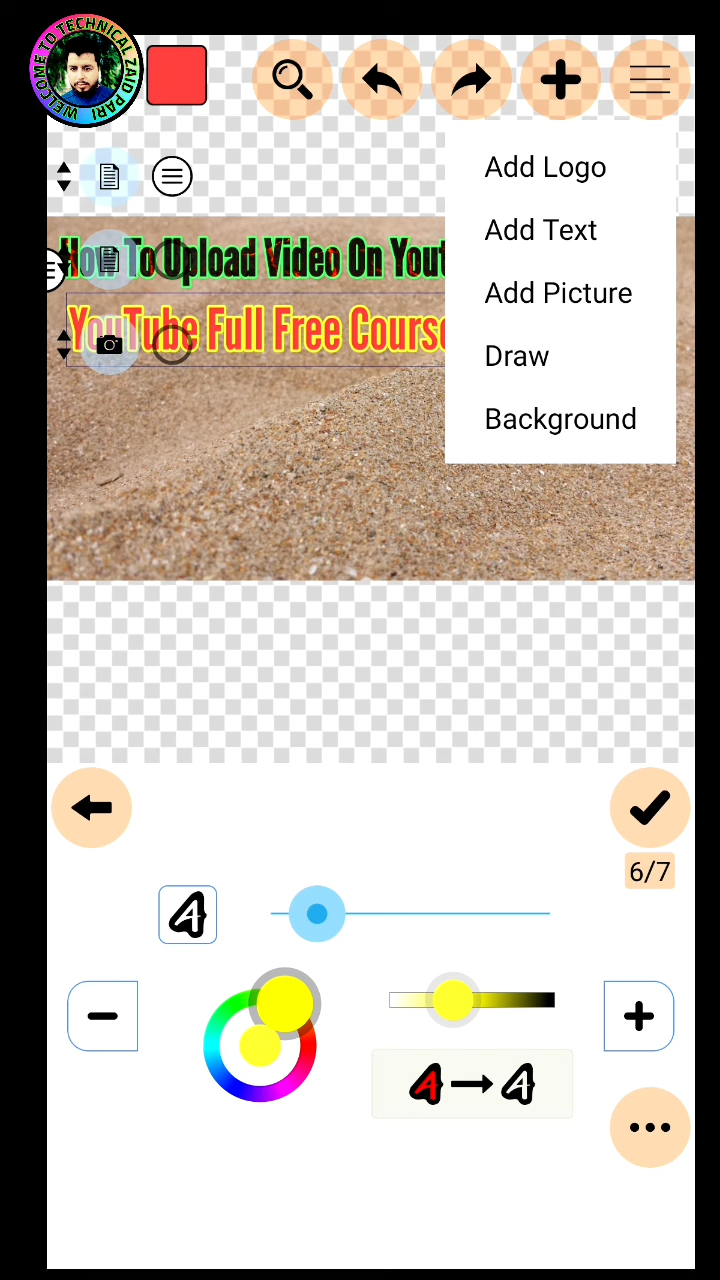 WELCOME TO TECHNICAL ZAID PARI
Add Logo
Add Text
Add Picture
Draw
Background
How To Upload Video On Yout
YouTube Full Free Course
6/7